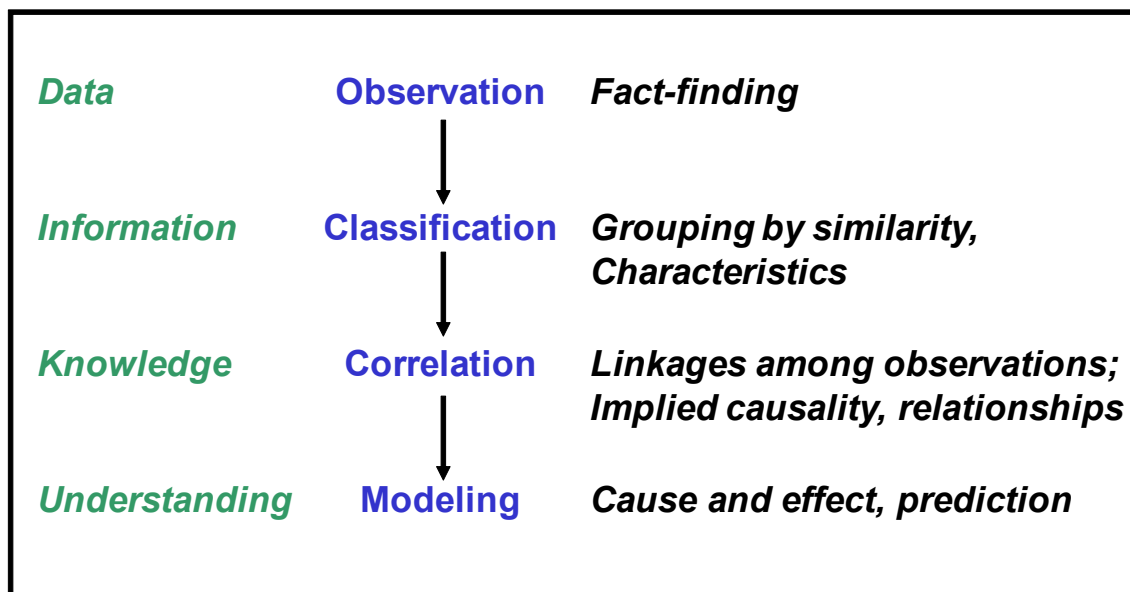 Data Observation Fact-finding
Information Classification Grouping by similarity,
Characteristics
Knowledge Correlation Linkages among observations;
Implied causality, relationships
Understanding Modeling Cause and effect, prediction